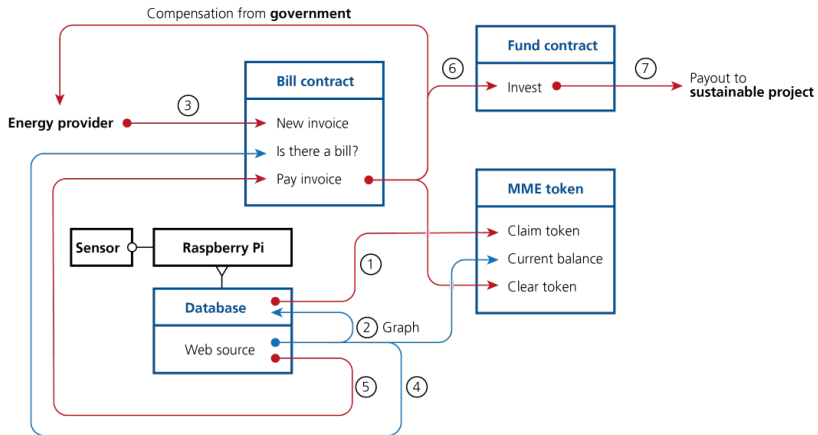 Compensation from government
Fund contract
6
7
Invest
Payout to
sustainable project
Bill contract
3
Energy provider
New invoice
Is there a bill?
Pay invoice
MME token
Claim token
Current balance
Clear token
Sensor
Raspberry Pi
1
Database
2 Graph
Web source
5
4